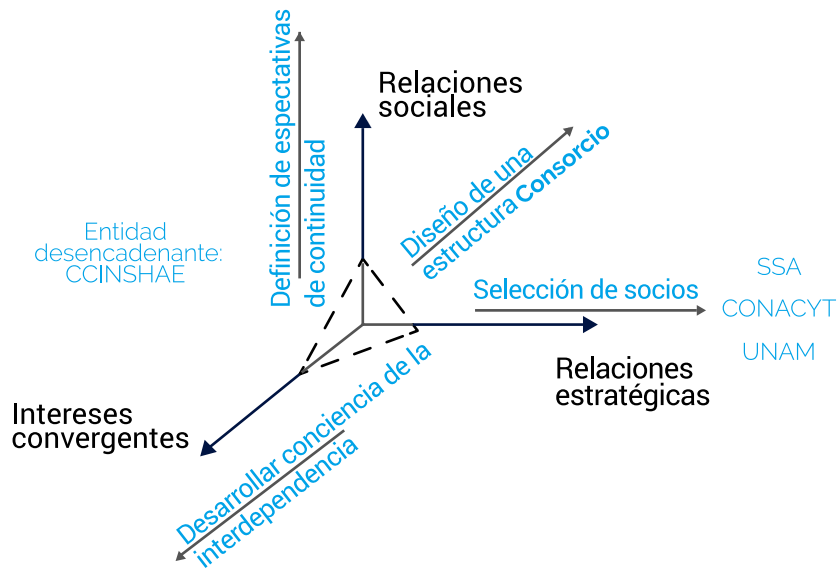 Definición de espectativas
de continuidad
Relaciones
sociales
Diseño de una
estructura Consorcio
Entidad
desencadenante:
CCINSHAE
Selección de socios
SSA
CONACYT
UNAM
Relaciones
estratégicas
Intereses
convergentes
Desarrollar conciencia de la
interdependencia